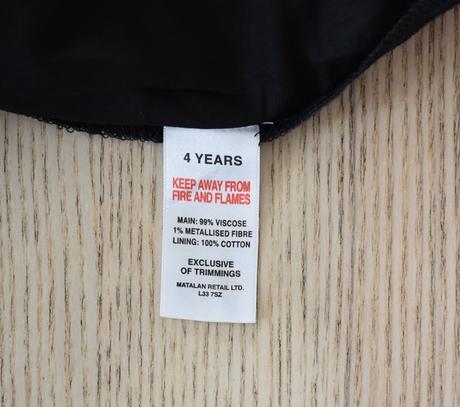 4 YEARS
KEEP AWAY FROM
FIRE AND FLAMES
MAIN: 99% VISCOSE
1% METALLISED FIBRE
LINING: 100% COTTON
EXCLUSIVE
OF TRIMMINGS
MATALAN RETAIL LTD.
L33 7SZ